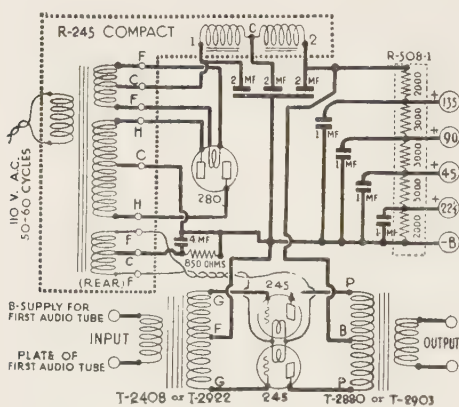 R-245 COMPACT
1
C
2
R-508-1
F
C
F
H
C
H
F
C
F
(REAR)
110 V. A.C.
50-60 CYCLES
2 MF
2 MF
2 MF
280
4 MF
850 OHMS
1 MF
1 MF
1 MF
1 MF
2000
3000
3000
3000
2000
+ 135
+ 90
+ 45
+ 22½
-B
B-SUPPLY FOR
FIRST AUDIO TUBE
INPUT
PLATE OF
FIRST AUDIO TUBE
G
F
G
245
245
P
B
P
OUTPUT
T-2408 or T-2922
T-2880 or T-2903